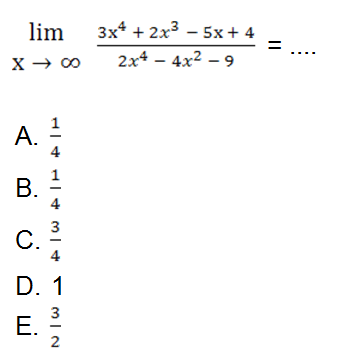 lim x → ∞ (3x⁴ + 2x³ − 5x + 4)/(2x⁴ − 4x² − 9) = ....
A. 1/4
B. 1/4
C. 3/4
D. 1
E. 3/2